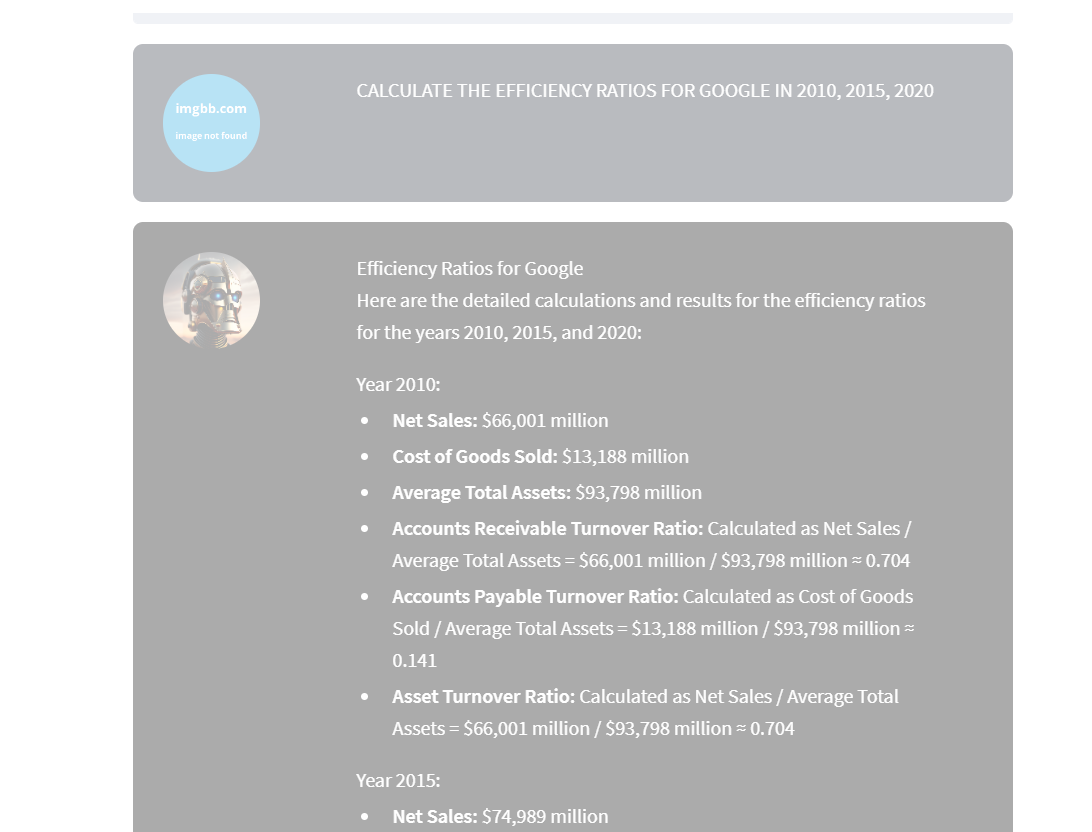 imgbb.com
image not found
CALCULATE THE EFFICIENCY RATIOS FOR GOOGLE IN 2010, 2015, 2020
Efficiency Ratios for Google
Here are the detailed calculations and results for the efficiency ratios
for the years 2010, 2015, and 2020:
Year 2010:
• Net Sales: $66,001 million
• Cost of Goods Sold: $13,188 million
• Average Total Assets: $93,798 million
• Accounts Receivable Turnover Ratio: Calculated as Net Sales /
Average Total Assets = $66,001 million / $93,798 million ≈ 0.704
• Accounts Payable Turnover Ratio: Calculated as Cost of Goods
Sold / Average Total Assets = $13,188 million / $93,798 million ≈
0.141
• Asset Turnover Ratio: Calculated as Net Sales / Average Total
Assets = $66,001 million / $93,798 million ≈ 0.704
Year 2015:
• Net Sales: $74,989 million